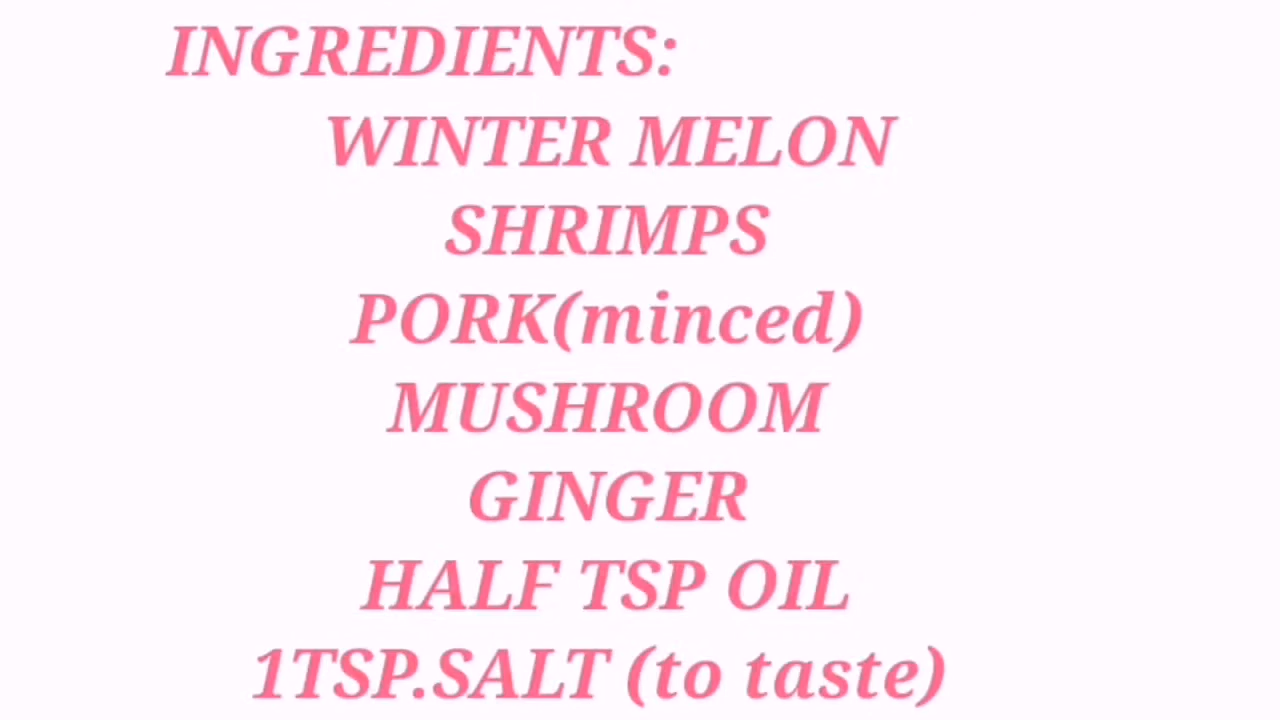 INGREDIENTS:
WINTER MELON
SHRIMPS
PORK(minced)
MUSHROOM
GINGER
HALF TSP OIL
1TSP.SALT (to taste)